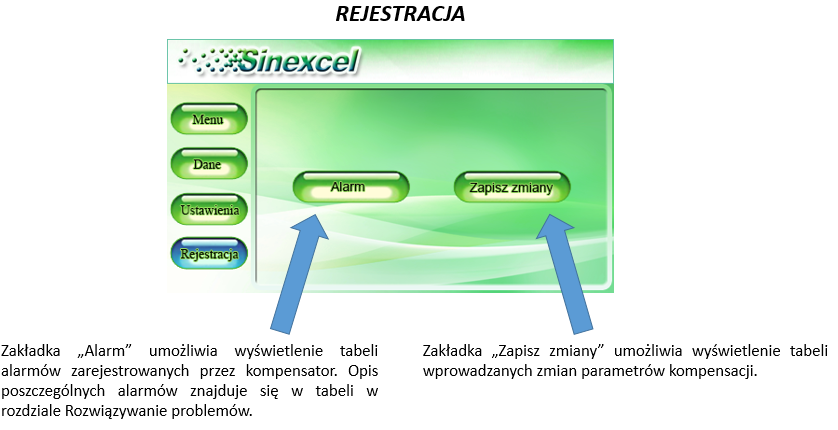 REJESTRACJA
Sinexcel
Menu
Dane
Ustawienia
Rejestracja
Alarm
Zapisz zmiany
Zakładka „Alarm” umożliwia wyświetlenie tabeli
alarmów zarejestrowanych przez kompensator. Opis
poszczególnych alarmów znajduje się w tabeli w
rozdziale Rozwiązywanie problemów.
Zakładka „Zapisz zmiany” umożliwia wyświetlenie tabeli
wprowadzanych zmian parametrów kompensacji.